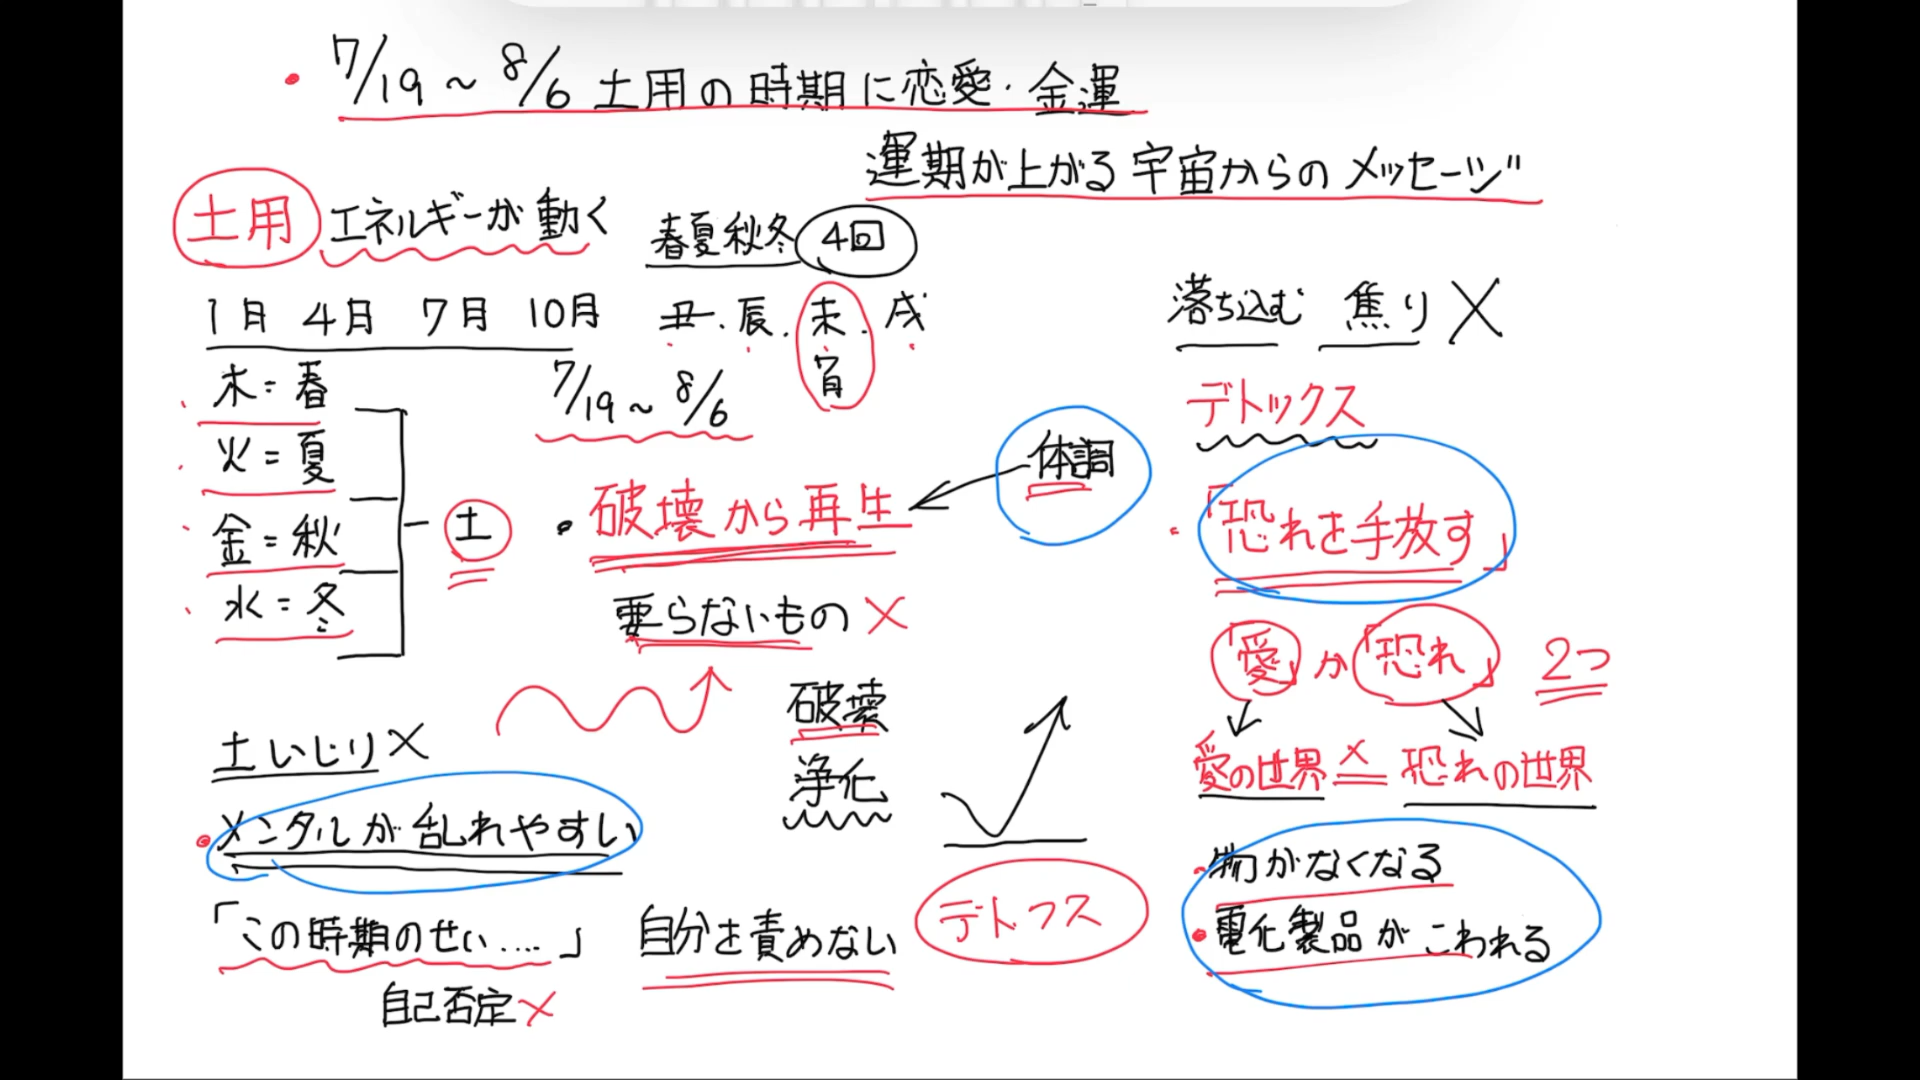 ・7/19～8/6 土用の時期に恋愛・金運
運期が上がる宇宙からのメッセージ
土用 エネルギーが動く 春夏秋冬 4回
1月 4月 7月 10月 丑.辰.未.戌
7/19～8/6
木=春
火=夏
金=秋
水=冬
土
・破壊から再生
体調
要らないもの×
破壊
浄化
デトックス
土いじり×
・メンタルが乱れやすい
「この時期のせい....」
自分を責めない
自己否定×
落ち込む 焦り ×
デトックス
・「恐れを手放す」
「愛」か「恐れ」 2つ
愛の世界 × 恐れの世界
・物がなくなる
・電化製品がこわれる